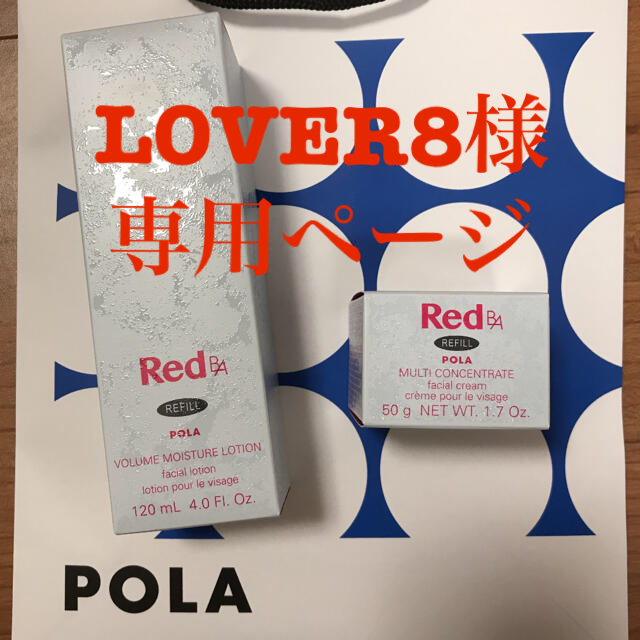 LOVER8様
専用ページ
Red BA
REFILL
POLA
VOLUME MOISTURE LOTION
facial lotion
lotion pour le visage
120 mL 4.0 Fl. Oz.
Red BA
REFILL
POLA
MULTI CONCENTRATE
facial cream
crème pour le visage
50 g NET WT. 1.7 Oz.
POLA